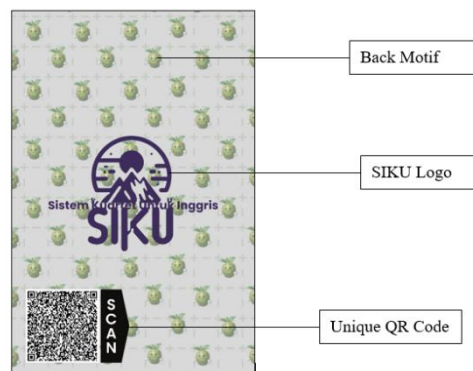 Back Motif
SIKU Logo
Sistem Kuartet Untuk Inggris
SIKU
SCAN
Unique QR Code